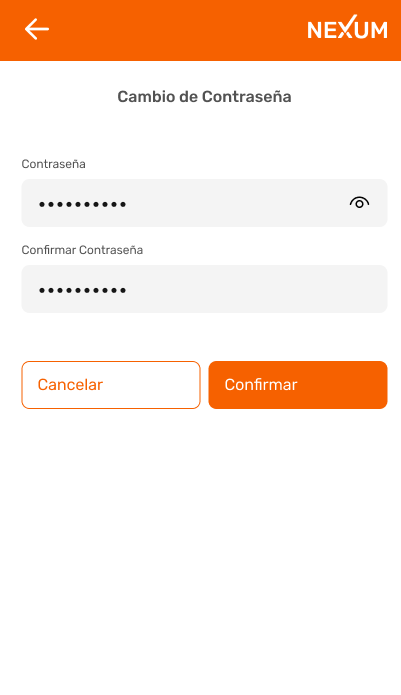 NEXUM
Cambio de Contraseña
Contraseña
••••••••••
Confirmar Contraseña
••••••••••
Cancelar
Confirmar